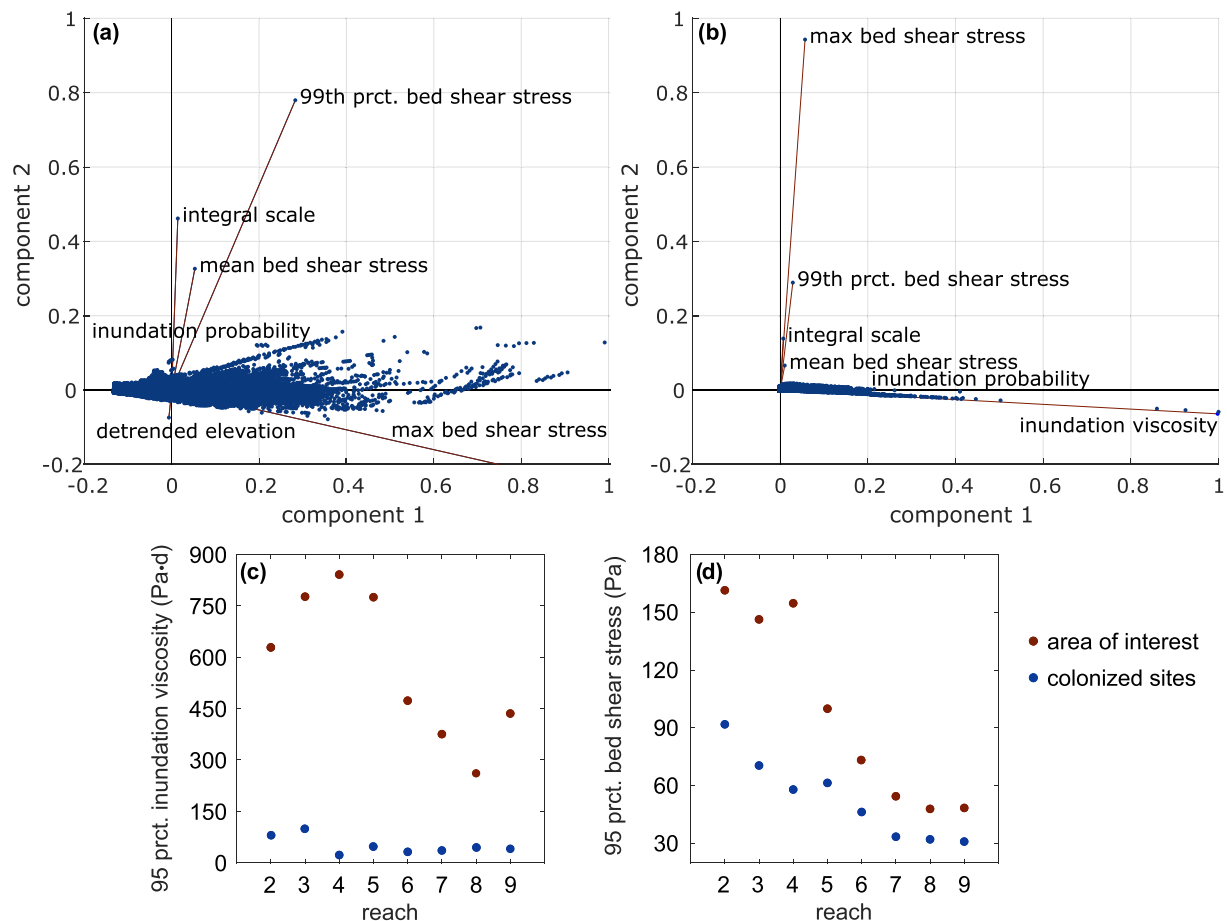 (a)
1
0.8
0.6
0.4
0.2
0
-0.2
component 2
99th prct. bed shear stress
integral scale
mean bed shear stress
inundation probability
detrended elevation
max bed shear stress
-0.2 0 0.2 0.4 0.6 0.8 1
component 1
(b)
1
0.8
0.6
0.4
0.2
0
-0.2
component 2
max bed shear stress
99th prct. bed shear stress
integral scale
mean bed shear stress
inundation probability
inundation viscosity
-0.2 0 0.2 0.4 0.6 0.8 1
component 1
(c)
900
750
600
450
300
150
0
95 prct. inundation viscosity (Pa•d)
2 3 4 5 6 7 8 9
reach
(d)
180
150
120
90
60
30
95 prct. bed shear stress (Pa)
2 3 4 5 6 7 8 9
reach
area of interest
colonized sites